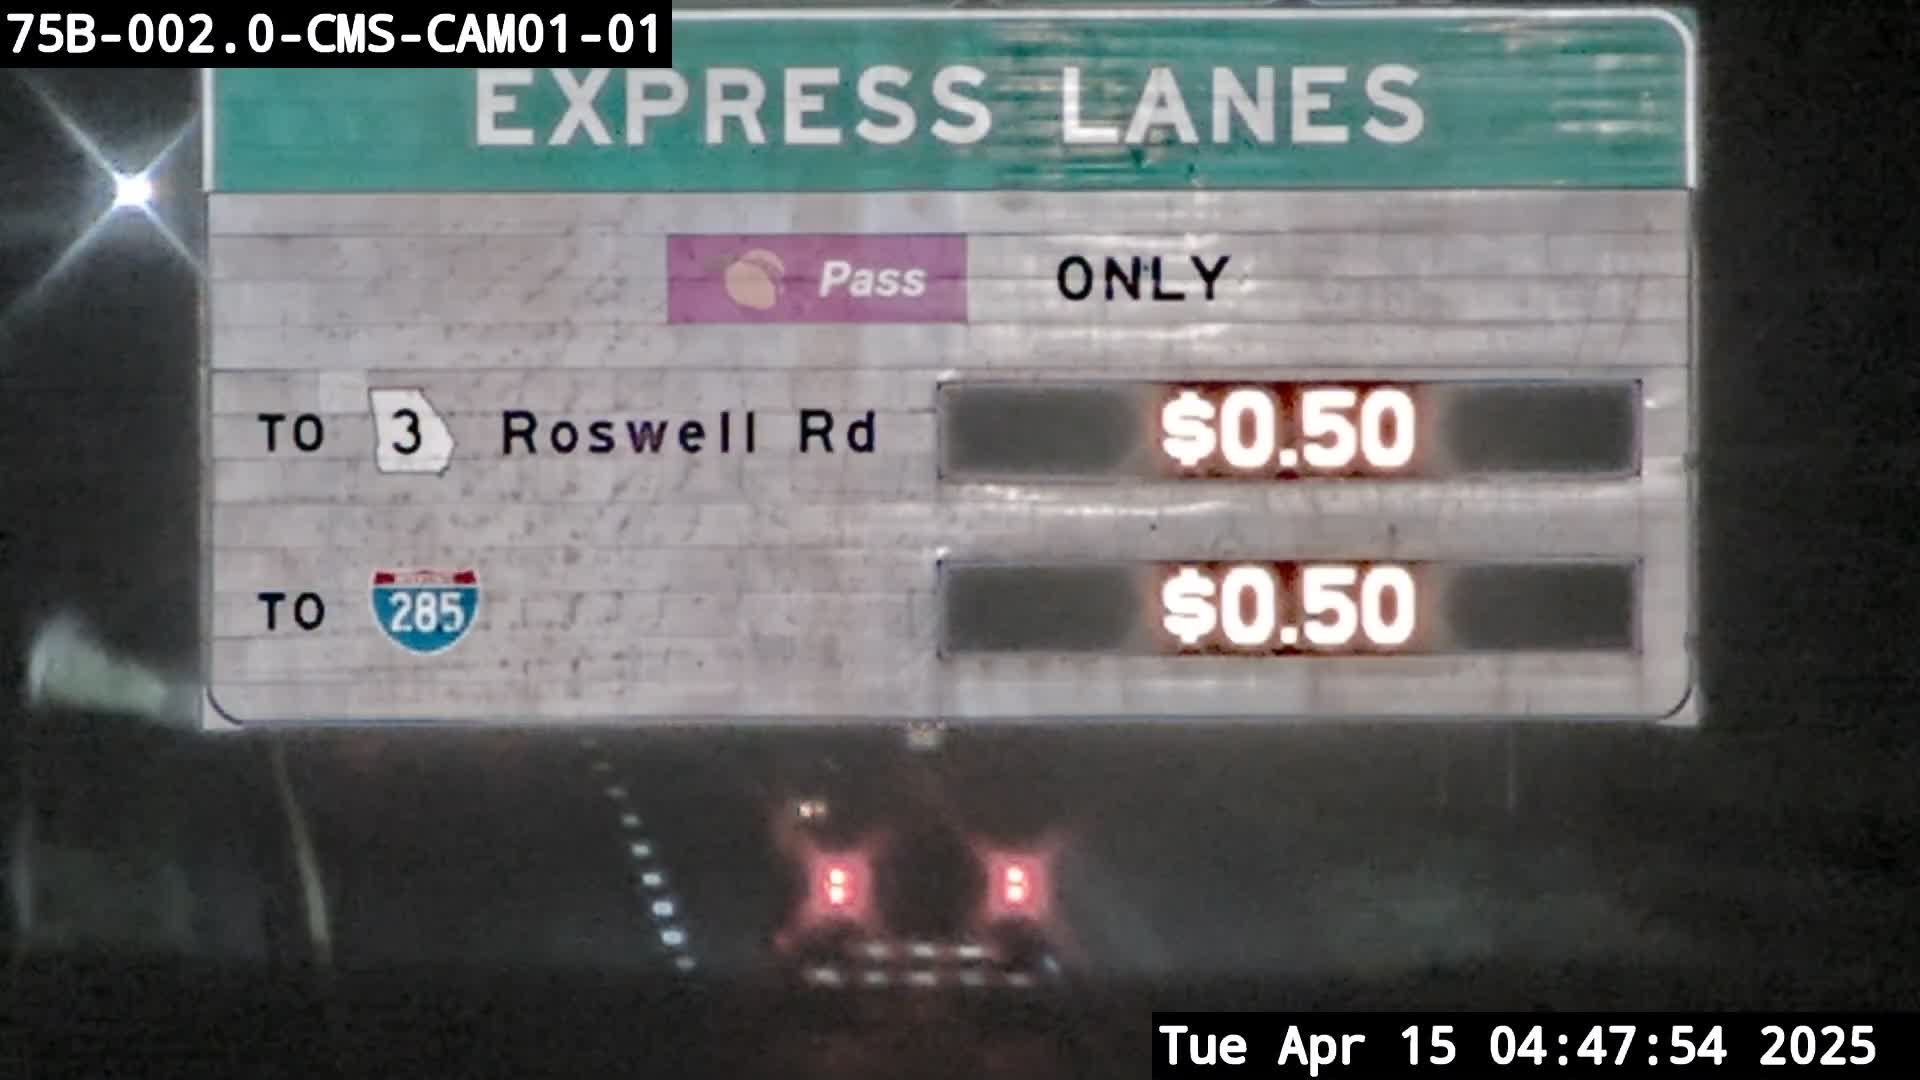 75B-002.0-CMS-CAM01-01
EXPRESS LANES
Pass ONLY
TO 3 Roswell Rd $0.50
TO 285 $0.50
Tue Apr 15 04:47:54 2025